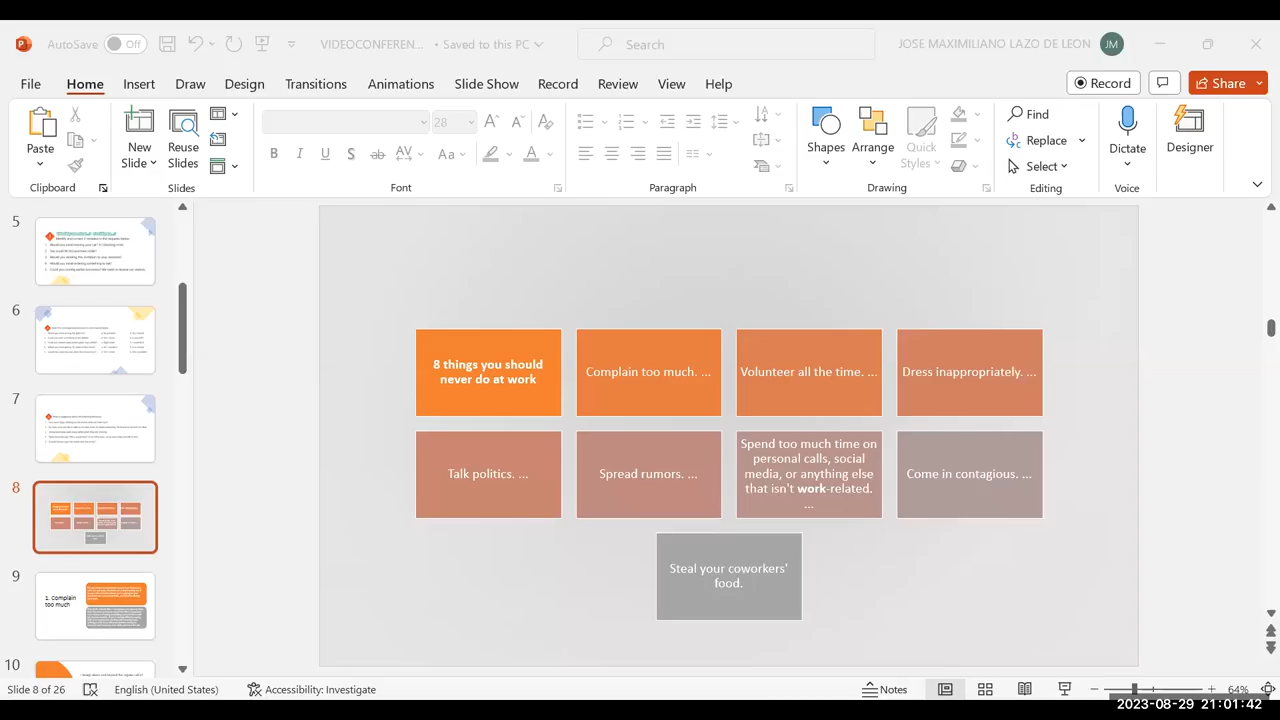 AutoSave Off VIDEOCONFEREN... • Saved to this PC Search JOSE MAXIMILIANO LAZO DE LEON JM
File Home Insert Draw Design Transitions Animations Slide Show Record Review View Help Record Share
28
Paste New Slide Reuse Slides Shapes Arrange Quick Styles Find Replace Select Dictate Designer
Clipboard Slides Font Paragraph Drawing Editing Voice
5
6
7
8
9
1. Complain
too much
10
8 things you should
never do at work
Complain too much. ...
Volunteer all the time. ...
Dress inappropriately. ...
Talk politics. ...
Spread rumors. ...
Spend too much time on
personal calls, social
media, or anything else
that isn't work-related.
...
Come in contagious. ...
Steal your coworkers'
food.
Slide 8 of 26 English (United States) Accessibility: Investigate Notes 64%
2023-08-29 21:01:42